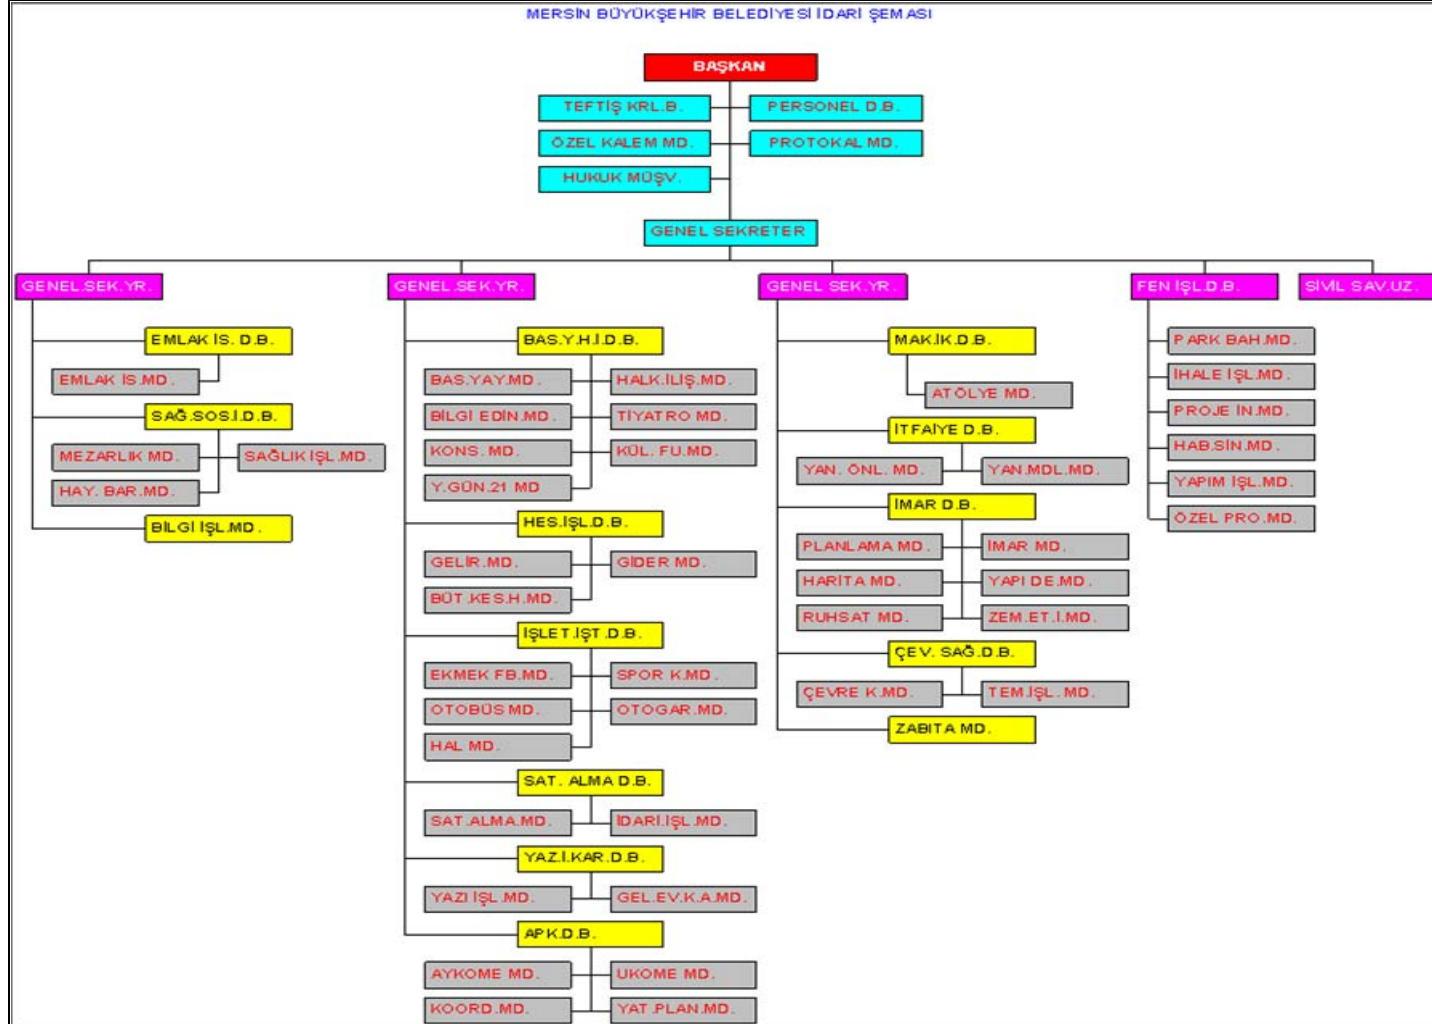 MERSİN BÜYÜKŞEHİR BELEDİYESİ İDARİ ŞEMASI
BAŞKAN
TEFTİŞ KRL.B.
PERSONEL D.B.
ÖZEL KALEM MD.
PROTOKAL MD.
HUKUK MÜŞV.
GENEL SEKRETER
GENEL.SEK.YR.
GENEL.SEK.YR.
GENEL SEK.YR.
FEN İŞL.D.B.
SİVİL SAV.UZ.
EMLAK İS. D.B.
EMLAK İS.MD.
SAĞ.SOS.İ.D.B.
MEZARLIK MD.
SAĞLIK İŞL.MD.
HAY. BAR.MD.
BİLGİ İŞL.MD.
BAS.Y.H.İ.D.B.
BAS.YAY.MD.
HALK.İLİŞ.MD.
BİLGİ EDİN.MD.
TİYATRO MD.
KONS. MD.
KÜL. FU.MD.
Y.GÜN.21 MD
HES.İŞL.D.B.
GELİR.MD.
GİDER MD.
BÜT.KES.H.MD.
İŞLET.İŞT.D.B.
EKMEK FB.MD.
SPOR K.MD.
OTOBÜS MD.
OTOGAR.MD.
HAL MD.
SAT. ALMA D.B.
SAT.ALMA.MD.
İDARİ.İŞL.MD.
YAZ.İ.KAR.D.B.
YAZI İŞL.MD.
GEL.EV.K.A.MD.
APK.D.B.
AYKOME MD.
UKOME MD.
KOORD.MD.
YAT.PLAN.MD.
MAK.İK.D.B.
ATÖLYE MD.
İTFAİYE D.B.
YAN. ÖNL. MD.
YAN.MDL.MD.
İMAR D.B.
PLANLAMA MD.
İMAR MD.
HARİTA MD.
YAPI DE.MD.
RUHSAT MD.
ZEM.ET.İ.MD.
ÇEV. SAĞ.D.B.
ÇEVRE K.MD.
TEM.İŞL. MD.
ZABITA MD.
PARK BAH.MD.
İHALE İŞL.MD.
PROJE İN.MD.
HAB.SİN.MD.
YAPIM İŞL.MD.
ÖZEL PRO.MD.